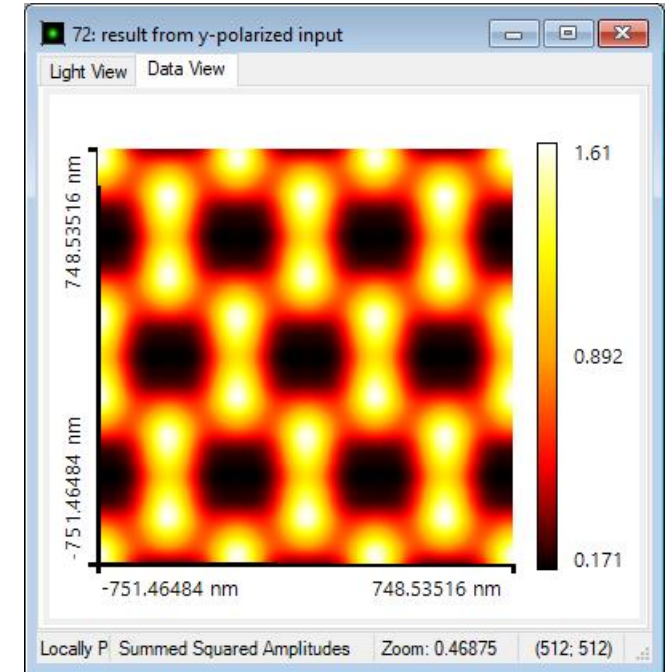 72: result from y-polarized input
Light View Data View
1.61
748.53516 nm
0.892
-751.46484 nm
0.171
-751.46484 nm 748.53516 nm
Locally P Summed Squared Amplitudes Zoom: 0.46875 (512; 512)